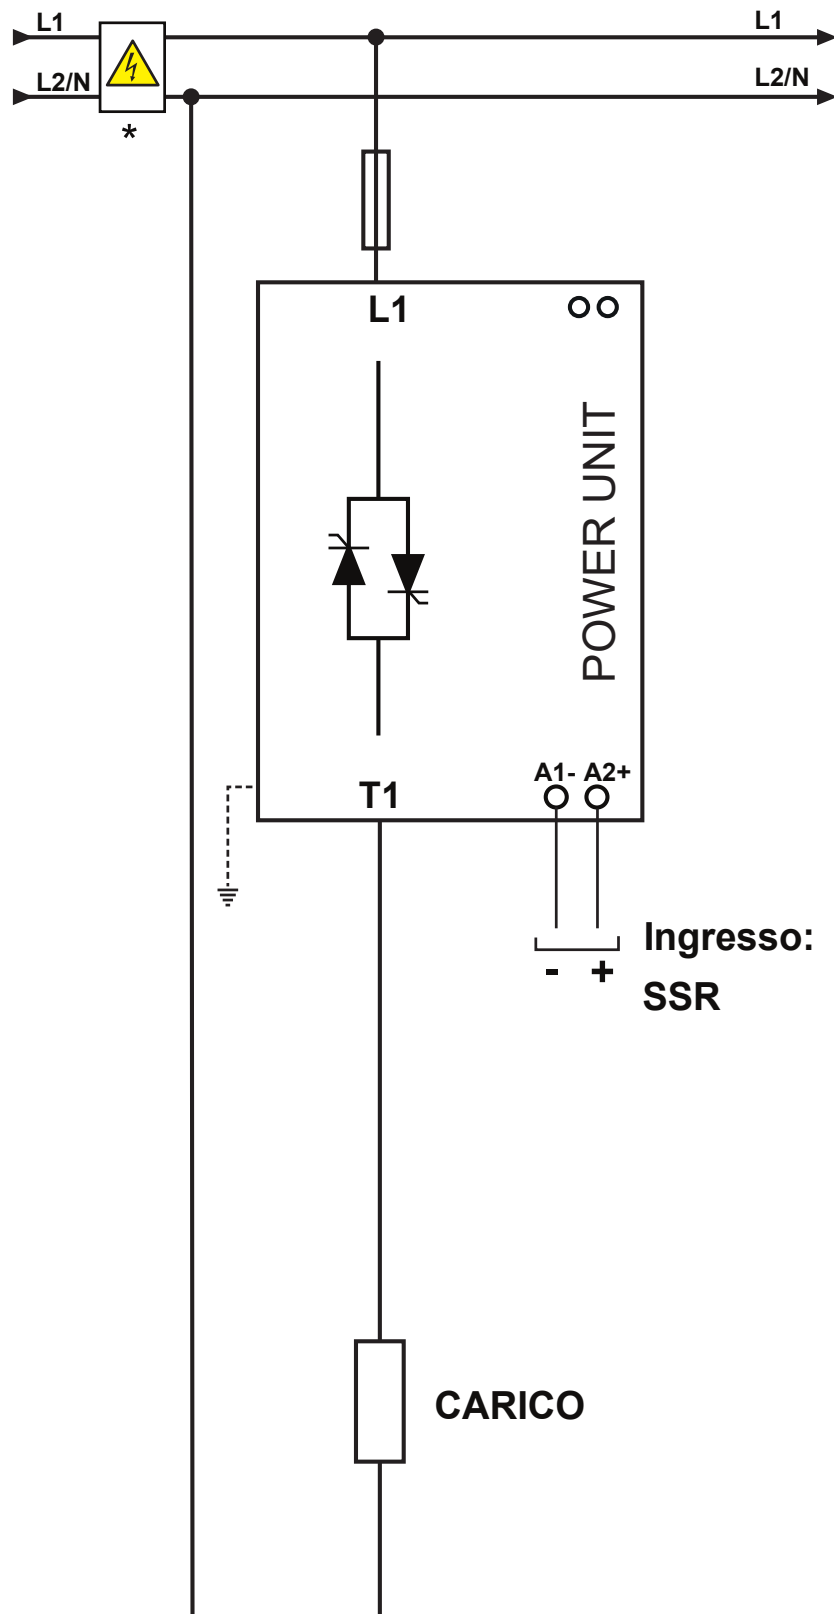 L1
L1
L2/N
L2/N
*
L1
POWER UNIT
T1
A1- A2+
- +
Ingresso:
SSR
CARICO